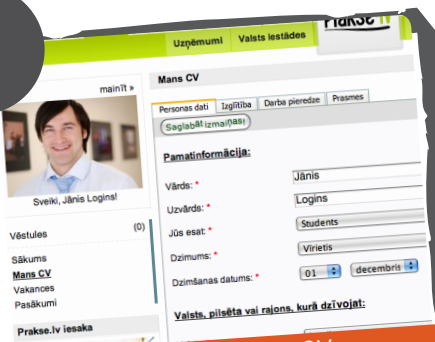 Uzņēmumi Valsts Iestādes
Prakse lv
Mans CV
mainīt »
Personas dati Izglītība Darba pieredze Prasmes
Saglabāt izmaiņas!
Pamatinformācija:
Vārds: * Jānis
Uzvārds: * Logins
Jūs esat: * Students
Dzimums: * Vīrietis
Dzimšanas datums: * 01 decembris
Valsts, pilsēta vai rajons, kurā dzīvojat:
Sveiki, Jānis Logins!
Vēstules (0)
Sākums
Mans CV
Vakances
Pasākumi
Prakse.lv iesaka